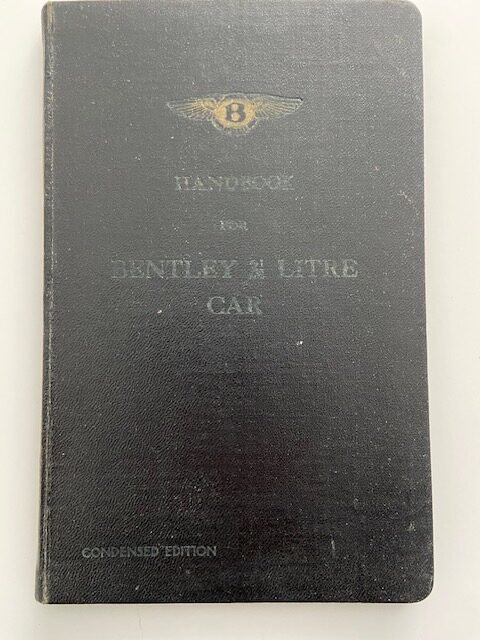 B
HANDBOOK
FOR
BENTLEY 3½ LITRE
CAR
CONDENSED EDITION